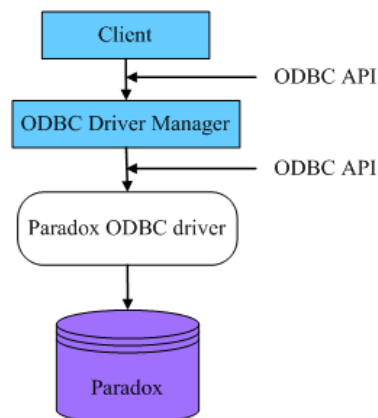 Client
ODBC API
ODBC Driver Manager
ODBC API
Paradox ODBC driver
Paradox